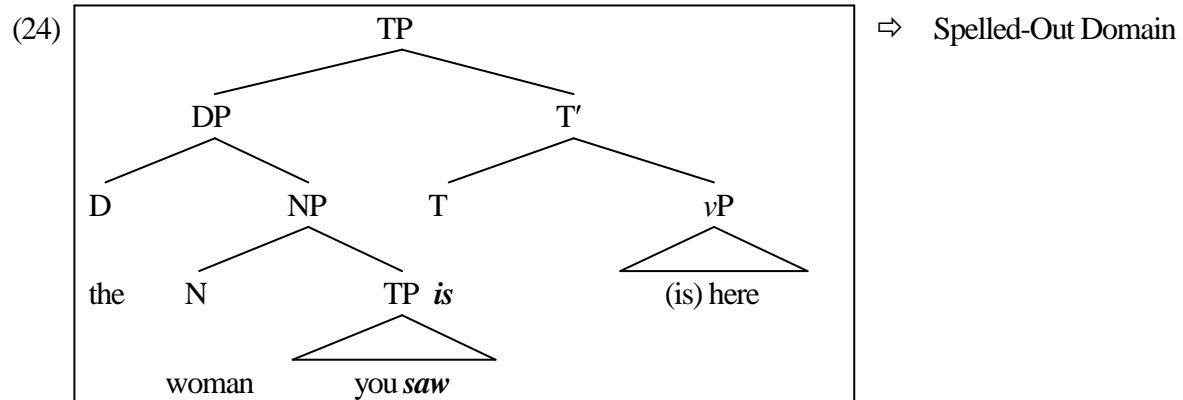 (24) TP ⇨ Spelled-Out Domain
DP T′
D NP T vP
the N TP is (is) here
woman you saw